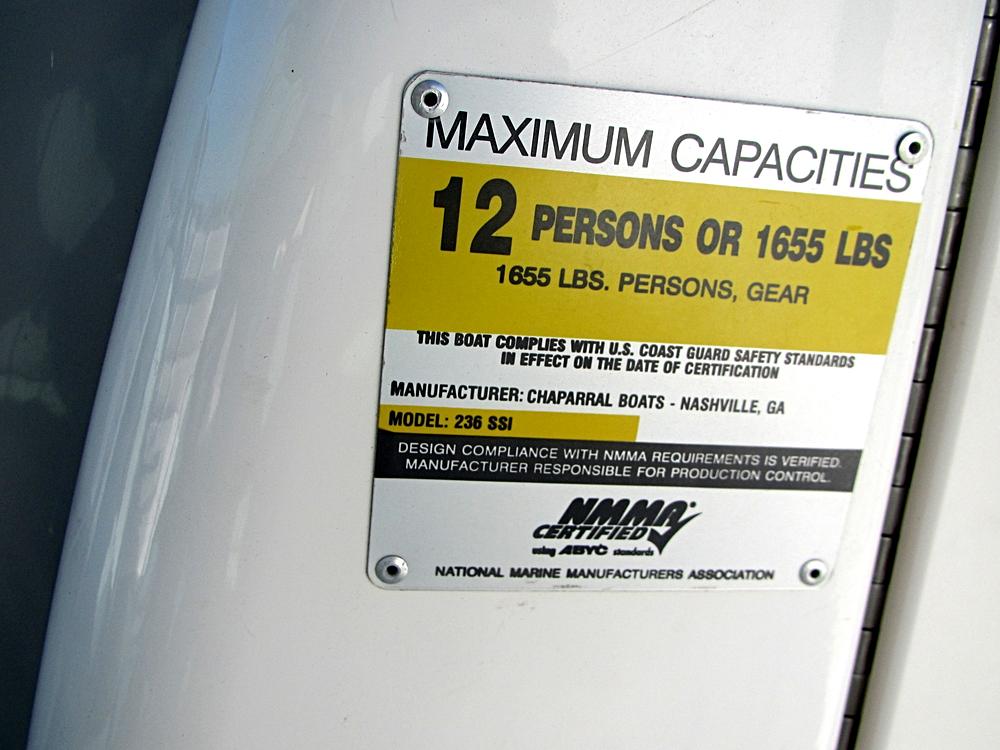 MAXIMUM CAPACITIES
12 PERSONS OR 1655 LBS
1655 LBS. PERSONS, GEAR
THIS BOAT COMPLIES WITH U.S. COAST GUARD SAFETY STANDARDS
IN EFFECT ON THE DATE OF CERTIFICATION
MANUFACTURER: CHAPARRAL BOATS - NASHVILLE, GA
MODEL: 236 SSI
DESIGN COMPLIANCE WITH NMMA REQUIREMENTS IS VERIFIED.
MANUFACTURER RESPONSIBLE FOR PRODUCTION CONTROL.
NMMA
CERTIFIED
using ABYC standards
NATIONAL MARINE MANUFACTURERS ASSOCIATION